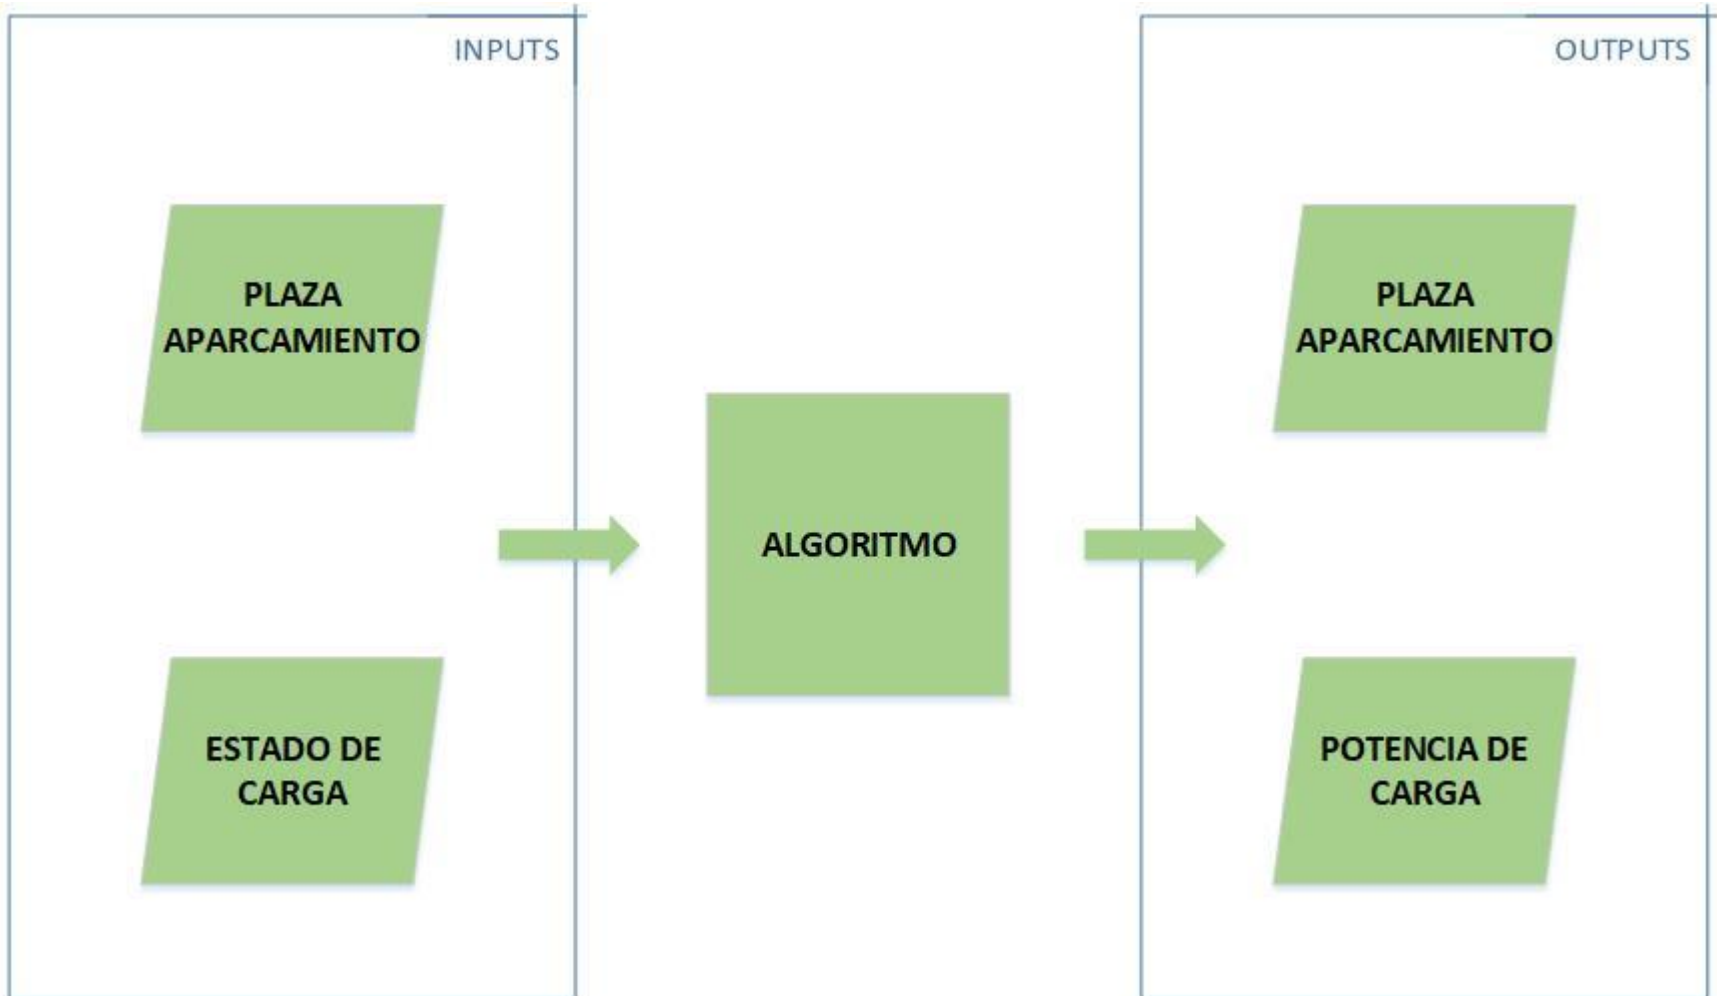 INPUTS
PLAZA
APARCAMIENTO
ESTADO DE
CARGA
ALGORITMO
OUTPUTS
PLAZA
APARCAMIENTO
POTENCIA DE
CARGA